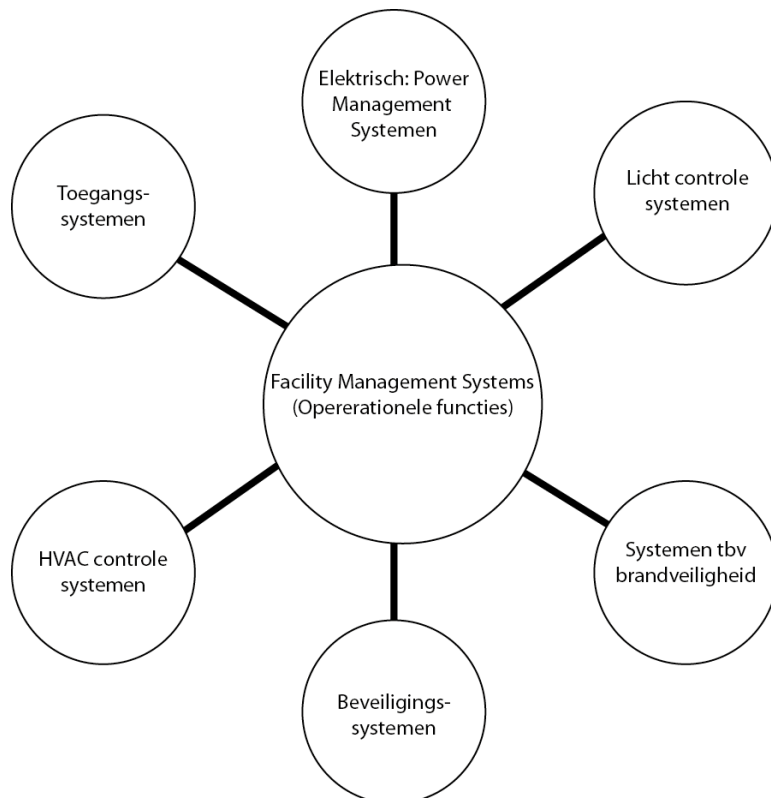 Elektrisch: Power
Management
Systemen
Toegangs-
systemen
Licht controle
systemen
Facility Management Systems
(Opererationele functies)
HVAC controle
systemen
Systemen tbv
brandveiligheid
Beveiligings-
systemen